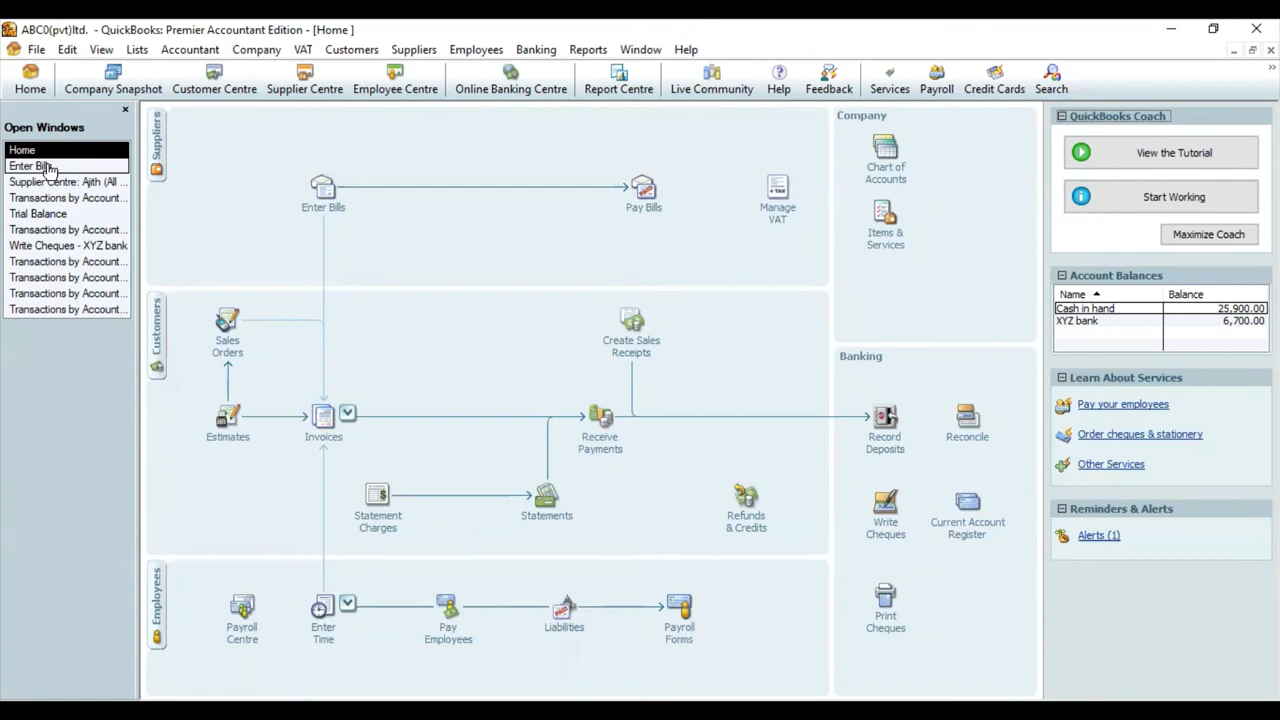 ABC0(pvt)ltd. - QuickBooks: Premier Accountant Edition - [Home ]
File Edit View Lists Accountant Company VAT Customers Suppliers Employees Banking Reports Window Help
Home Company Snapshot Customer Centre Supplier Centre Employee Centre Online Banking Centre Report Centre Live Community Help Feedback Services Payroll Credit Cards Search
Open Windows
Home
Enter Bills
Supplier Centre: Ajith (All ...
Transactions by Account...
Trial Balance
Transactions by Account...
Write Cheques - XYZ bank
Transactions by Account...
Transactions by Account...
Transactions by Account...
Transactions by Account...
Suppliers
Enter Bills
Pay Bills
Manage
VAT
Customers
Sales
Orders
Create Sales
Receipts
Estimates
Invoices
Receive
Payments
Statement
Charges
Statements
Refunds
& Credits
Employees
Payroll
Centre
Enter
Time
Pay
Employees
Liabilities
Payroll
Forms
Company
Chart of
Accounts
Items &
Services
Banking
Record
Deposits
Reconcile
Write
Cheques
Current Account
Register
Print
Cheques
QuickBooks Coach
View the Tutorial
Start Working
Maximize Coach
Account Balances
Name Balance
Cash in hand 25,900.00
XYZ bank 6,700.00
Learn About Services
Pay your employees
Order cheques & stationery
Other Services
Reminders & Alerts
Alerts (1)